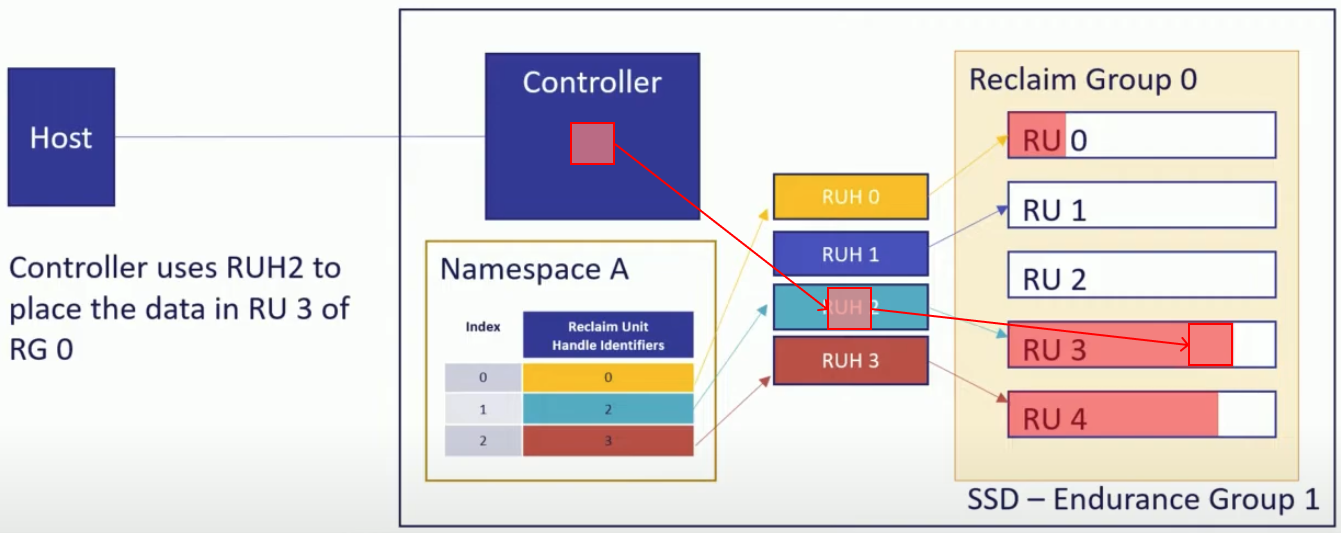 Host
Controller uses RUH2 to
place the data in RU 3 of
RG 0
Controller
Namespace A
Index
Reclaim Unit
Handle Identifiers
0 0
1 2
2 3
RUH 0
RUH 1
RUH 2
RUH 3
Reclaim Group 0
RU 0
RU 1
RU 2
RU 3
RU 4
SSD – Endurance Group 1